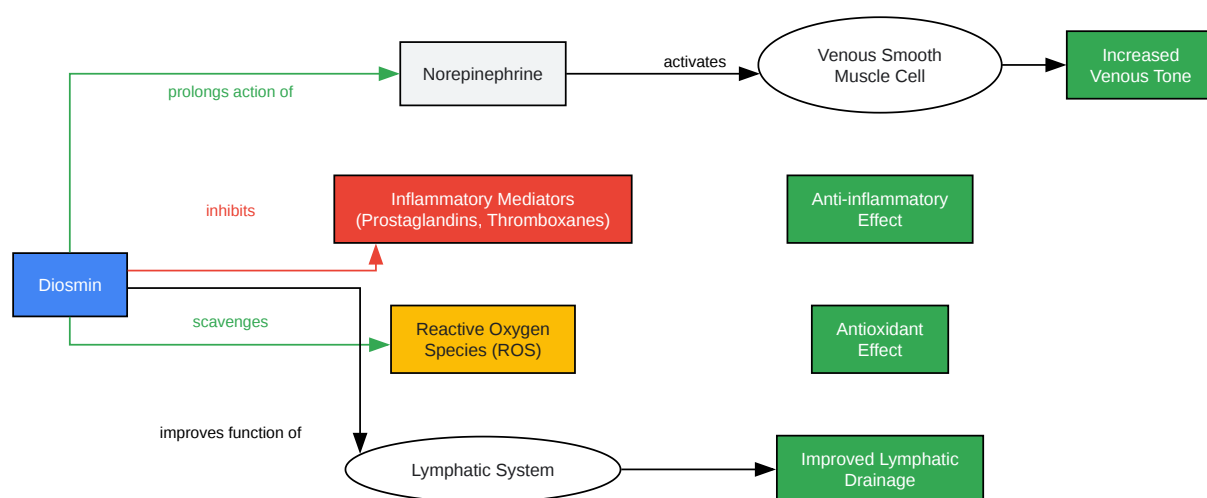 Norepinephrine
activates
Venous Smooth
Muscle Cell
Increased
Venous Tone
prolongs action of
inhibits
Inflammatory Mediators
(Prostaglandins, Thromboxanes)
Anti-inflammatory
Effect
Diosmin
scavenges
Reactive Oxygen
Species (ROS)
Antioxidant
Effect
improves function of
Lymphatic System
Improved Lymphatic
Drainage